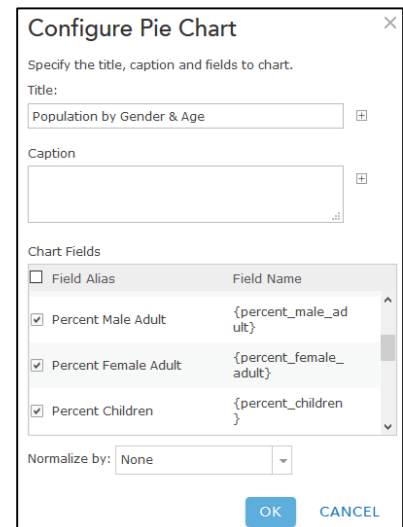 Configure Pie Chart
Specify the title, caption and fields to chart.
Title:
Population by Gender & Age
Caption
Chart Fields
Field Alias Field Name
Percent Male Adult {percent_male_ad
ult}
Percent Female Adult {percent_female_
adult}
Percent Children {percent_children
}
Normalize by: None
OK CANCEL